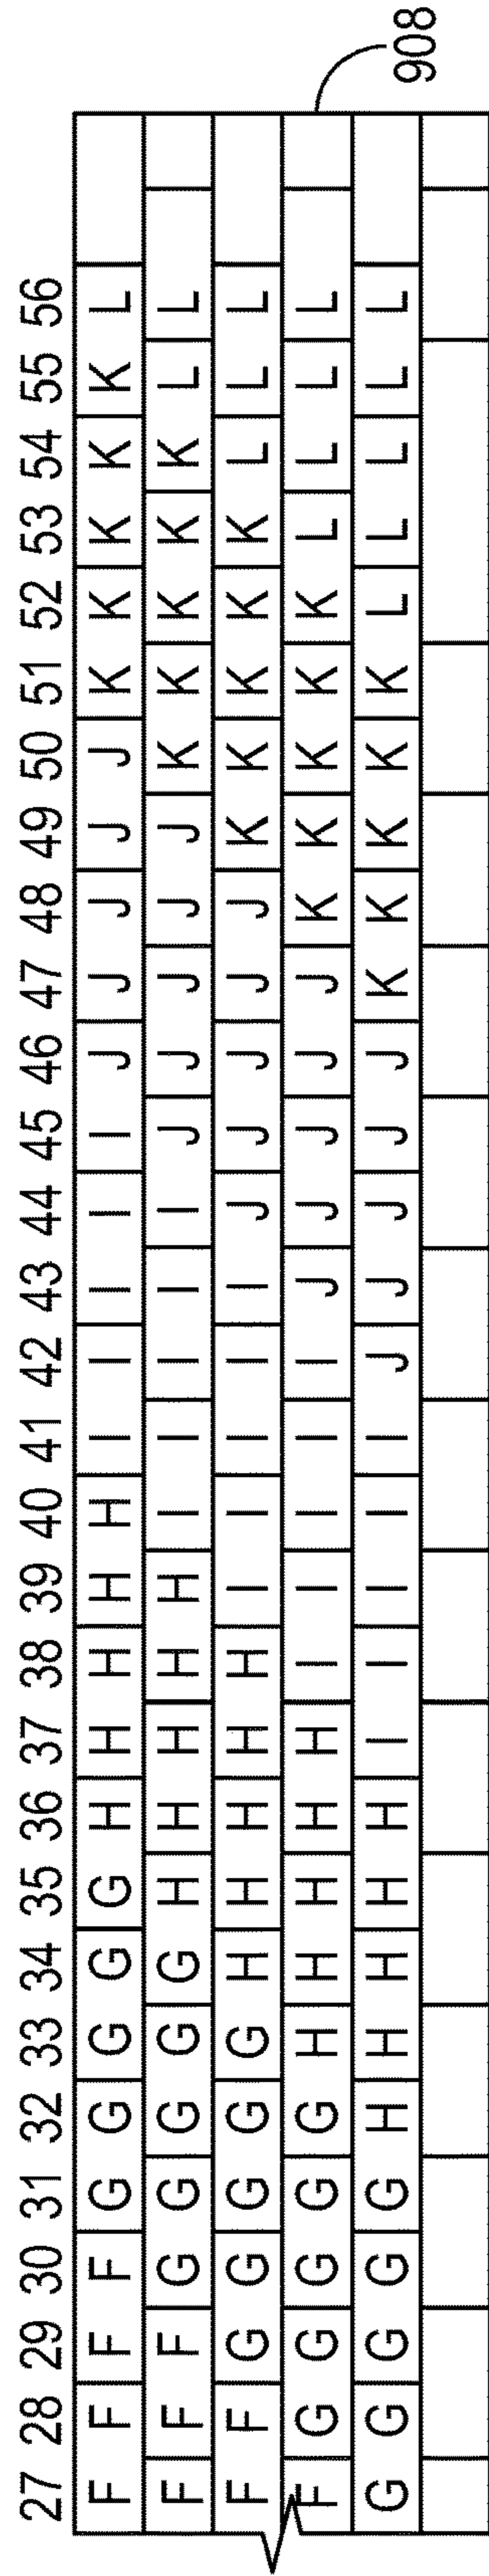 27 28 29 30 31 32 33 34 35 36 37 38 39 40 41 42 43 44 45 46 47 48 49 50 51 52 53 54 55 56
F F F F G G G G G H H H H H I I I I I J J J J J K K K K K L
F F F G G G G G H H H H H I I I I I J J J J J K K K K K L L
F F G G G G G H H H H H I I I I I J J J J J K K K K K L L L
F G G G G G H H H H H I I I I I J J J J J K K K K K L L L L
G G G G G H H H H H I I I I I J J J J J K K K K K L L L L L
908